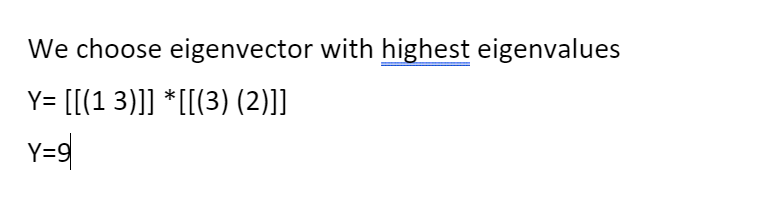 We choose eigenvector with highest eigenvalues
Y= [[(1 3)]] *[[(3) (2)]]
Y=9